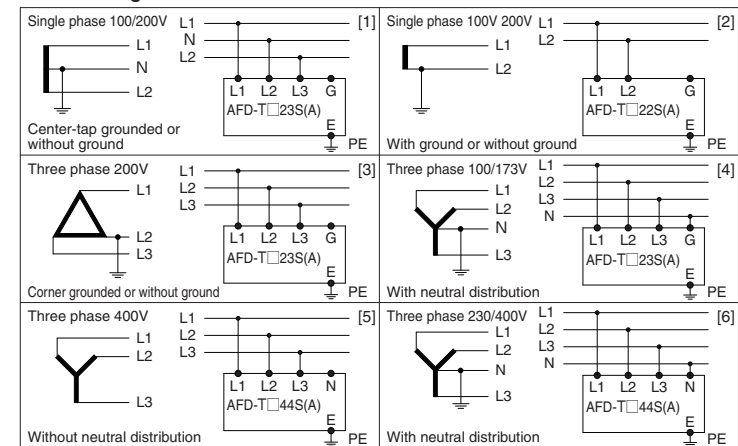 Single phase 100/200V
L1
N
L2
L1
N
L2
[1]
L1 L2 L3 G
AFD-T□23S(A)
E
PE
Center-tap grounded or
without ground
Single phase 100V 200V
L1
L2
L1
L2
[2]
L1 L2 G
AFD-T□22S(A)
E
PE
With ground or without ground
Three phase 200V
L1
L2
L3
L1
L2
L3
[3]
L1 L2 L3 G
AFD-T□23S(A)
E
PE
Corner grounded or without ground
Three phase 100/173V
L1
L2
N
L3
L1
L2
L3
N
[4]
L1 L2 L3 G
AFD-T□23S(A)
E
PE
With neutral distribution
Three phase 400V
L1
L2
L3
L1
L2
L3
[5]
L1 L2 L3 N
AFD-T□44S(A)
E
PE
Without neutral distribution
Three phase 230/400V
L1
L2
N
L3
L1
L2
L3
N
[6]
L1 L2 L3 N
AFD-T□44S(A)
E
PE
With neutral distribution